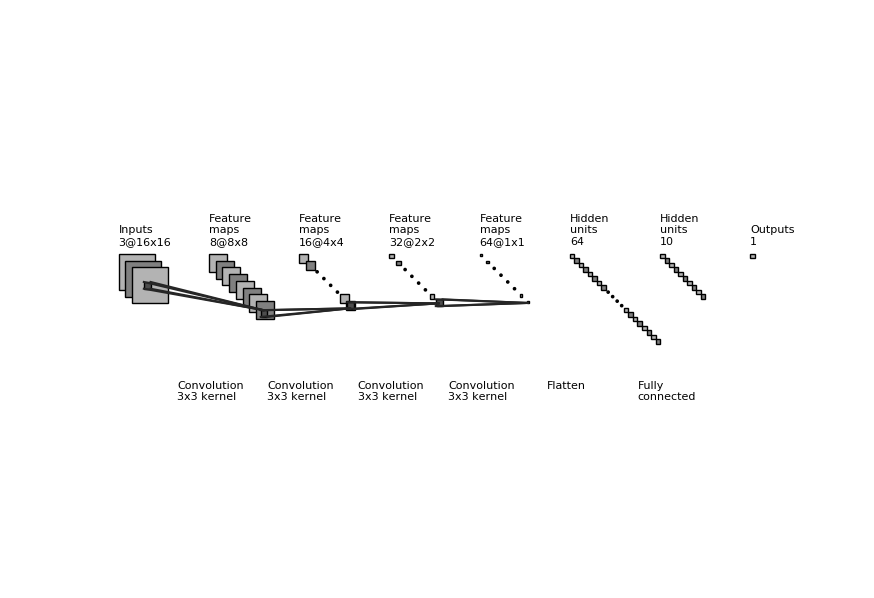 Inputs
3@16x16
Feature
maps
8@8x8
Feature
maps
16@4x4
Feature
maps
32@2x2
Feature
maps
64@1x1
Hidden
units
64
Hidden
units
10
Outputs
1
Convolution
3x3 kernel
Convolution
3x3 kernel
Convolution
3x3 kernel
Convolution
3x3 kernel
Flatten
Fully
connected